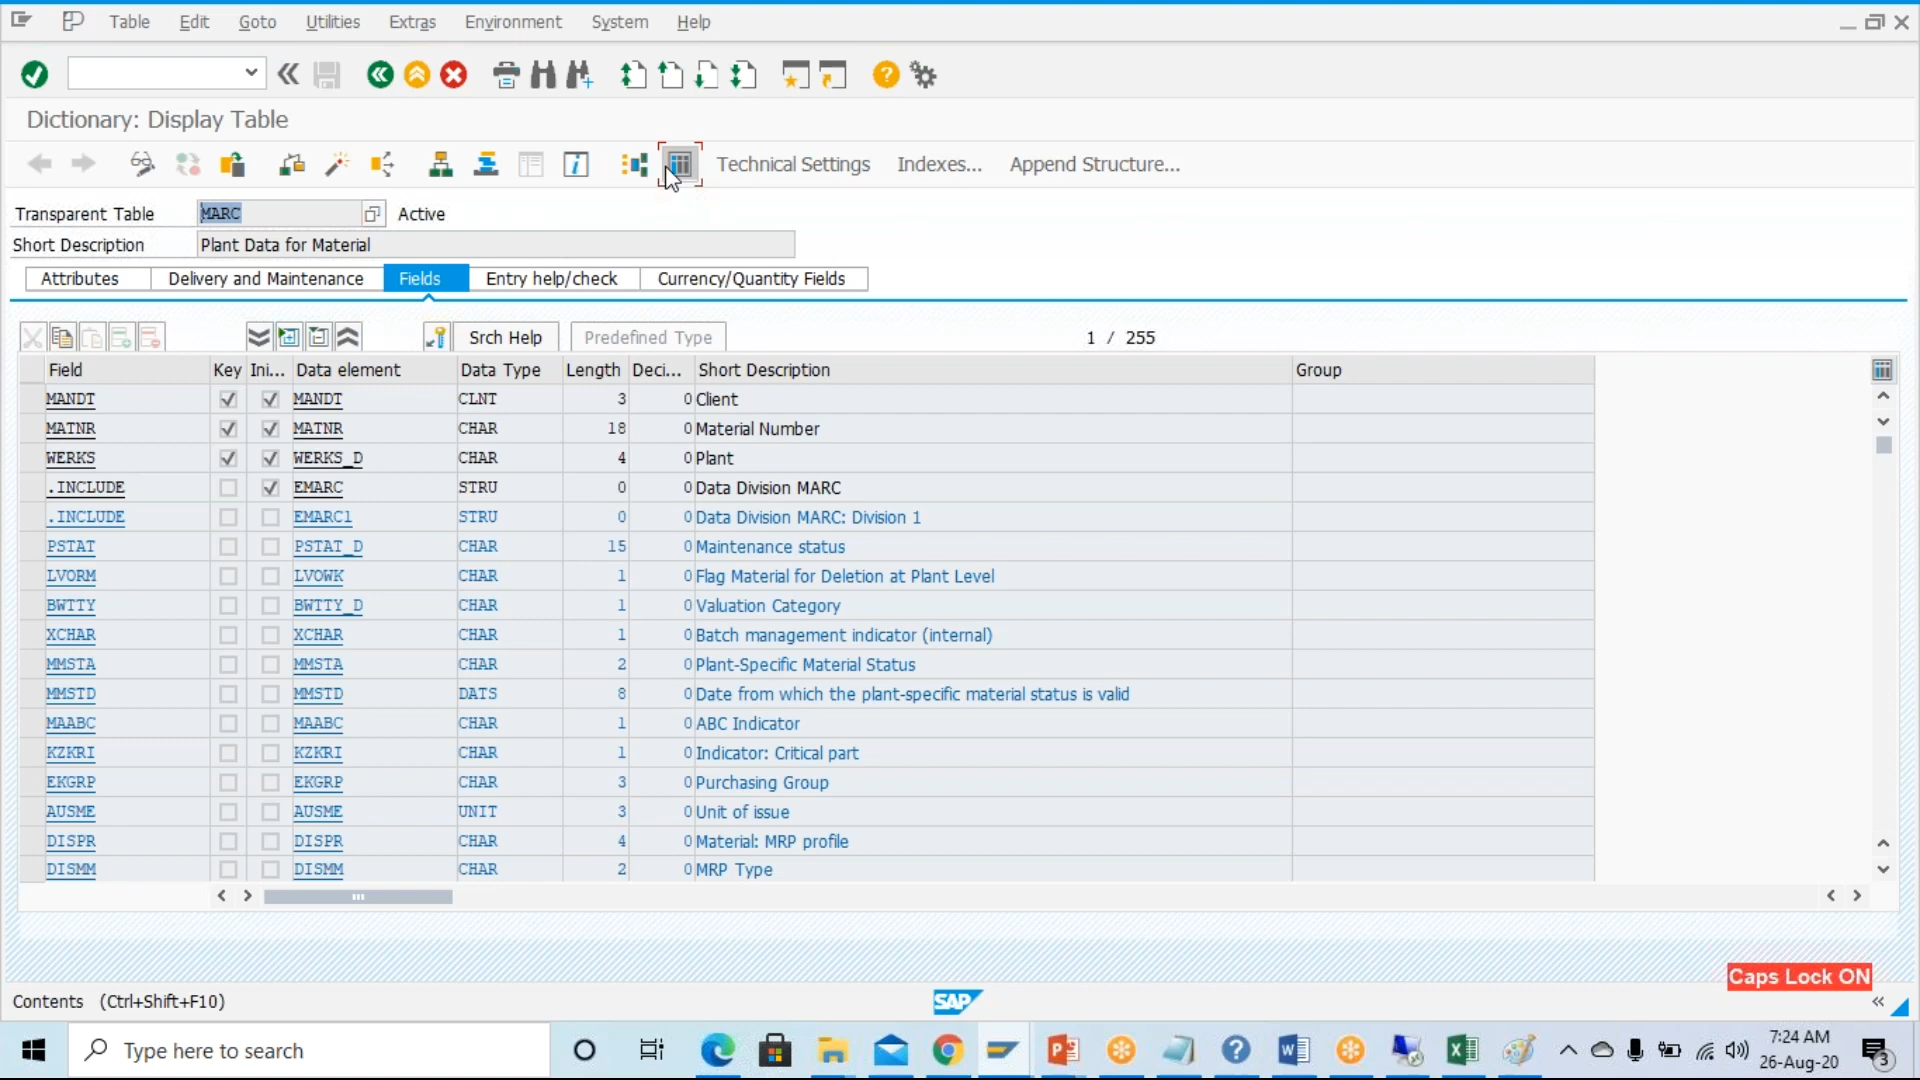 Table Edit Goto Utilities Extras Environment System Help
Dictionary: Display Table
Technical Settings Indexes... Append Structure...
Transparent Table MARC Active
Short Description Plant Data for Material
Attributes Delivery and Maintenance Fields Entry help/check Currency/Quantity Fields
Srch Help Predefined Type 1 / 255
Field Key Ini... Data element Data Type Length Deci... Short Description Group
MANDT MANDT CLNT 3 0 Client
MATNR MATNR CHAR 18 0 Material Number
WERKS WERKS_D CHAR 4 0 Plant
.INCLUDE EMARC STRU 0 0 Data Division MARC
.INCLUDE EMARC1 STRU 0 0 Data Division MARC: Division 1
PSTAT PSTAT_D CHAR 15 0 Maintenance status
LVORM LVOWK CHAR 1 0 Flag Material for Deletion at Plant Level
BWTTY BWTTY_D CHAR 1 0 Valuation Category
XCHAR XCHAR CHAR 1 0 Batch management indicator (internal)
MMSTA MMSTA CHAR 2 0 Plant-Specific Material Status
MMSTD MMSTD DATS 8 0 Date from which the plant-specific material status is valid
MAABC MAABC CHAR 1 0 ABC Indicator
KZKRI KZKRI CHAR 1 0 Indicator: Critical part
EKGRP EKGRP CHAR 3 0 Purchasing Group
AUSME AUSME UNIT 3 0 Unit of issue
DISPR DISPR CHAR 4 0 Material: MRP profile
DISMM DISMM CHAR 2 0 MRP Type
Caps Lock ON
Contents (Ctrl+Shift+F10) SAP
Type here to search
7:24 AM
26-Aug-20
3